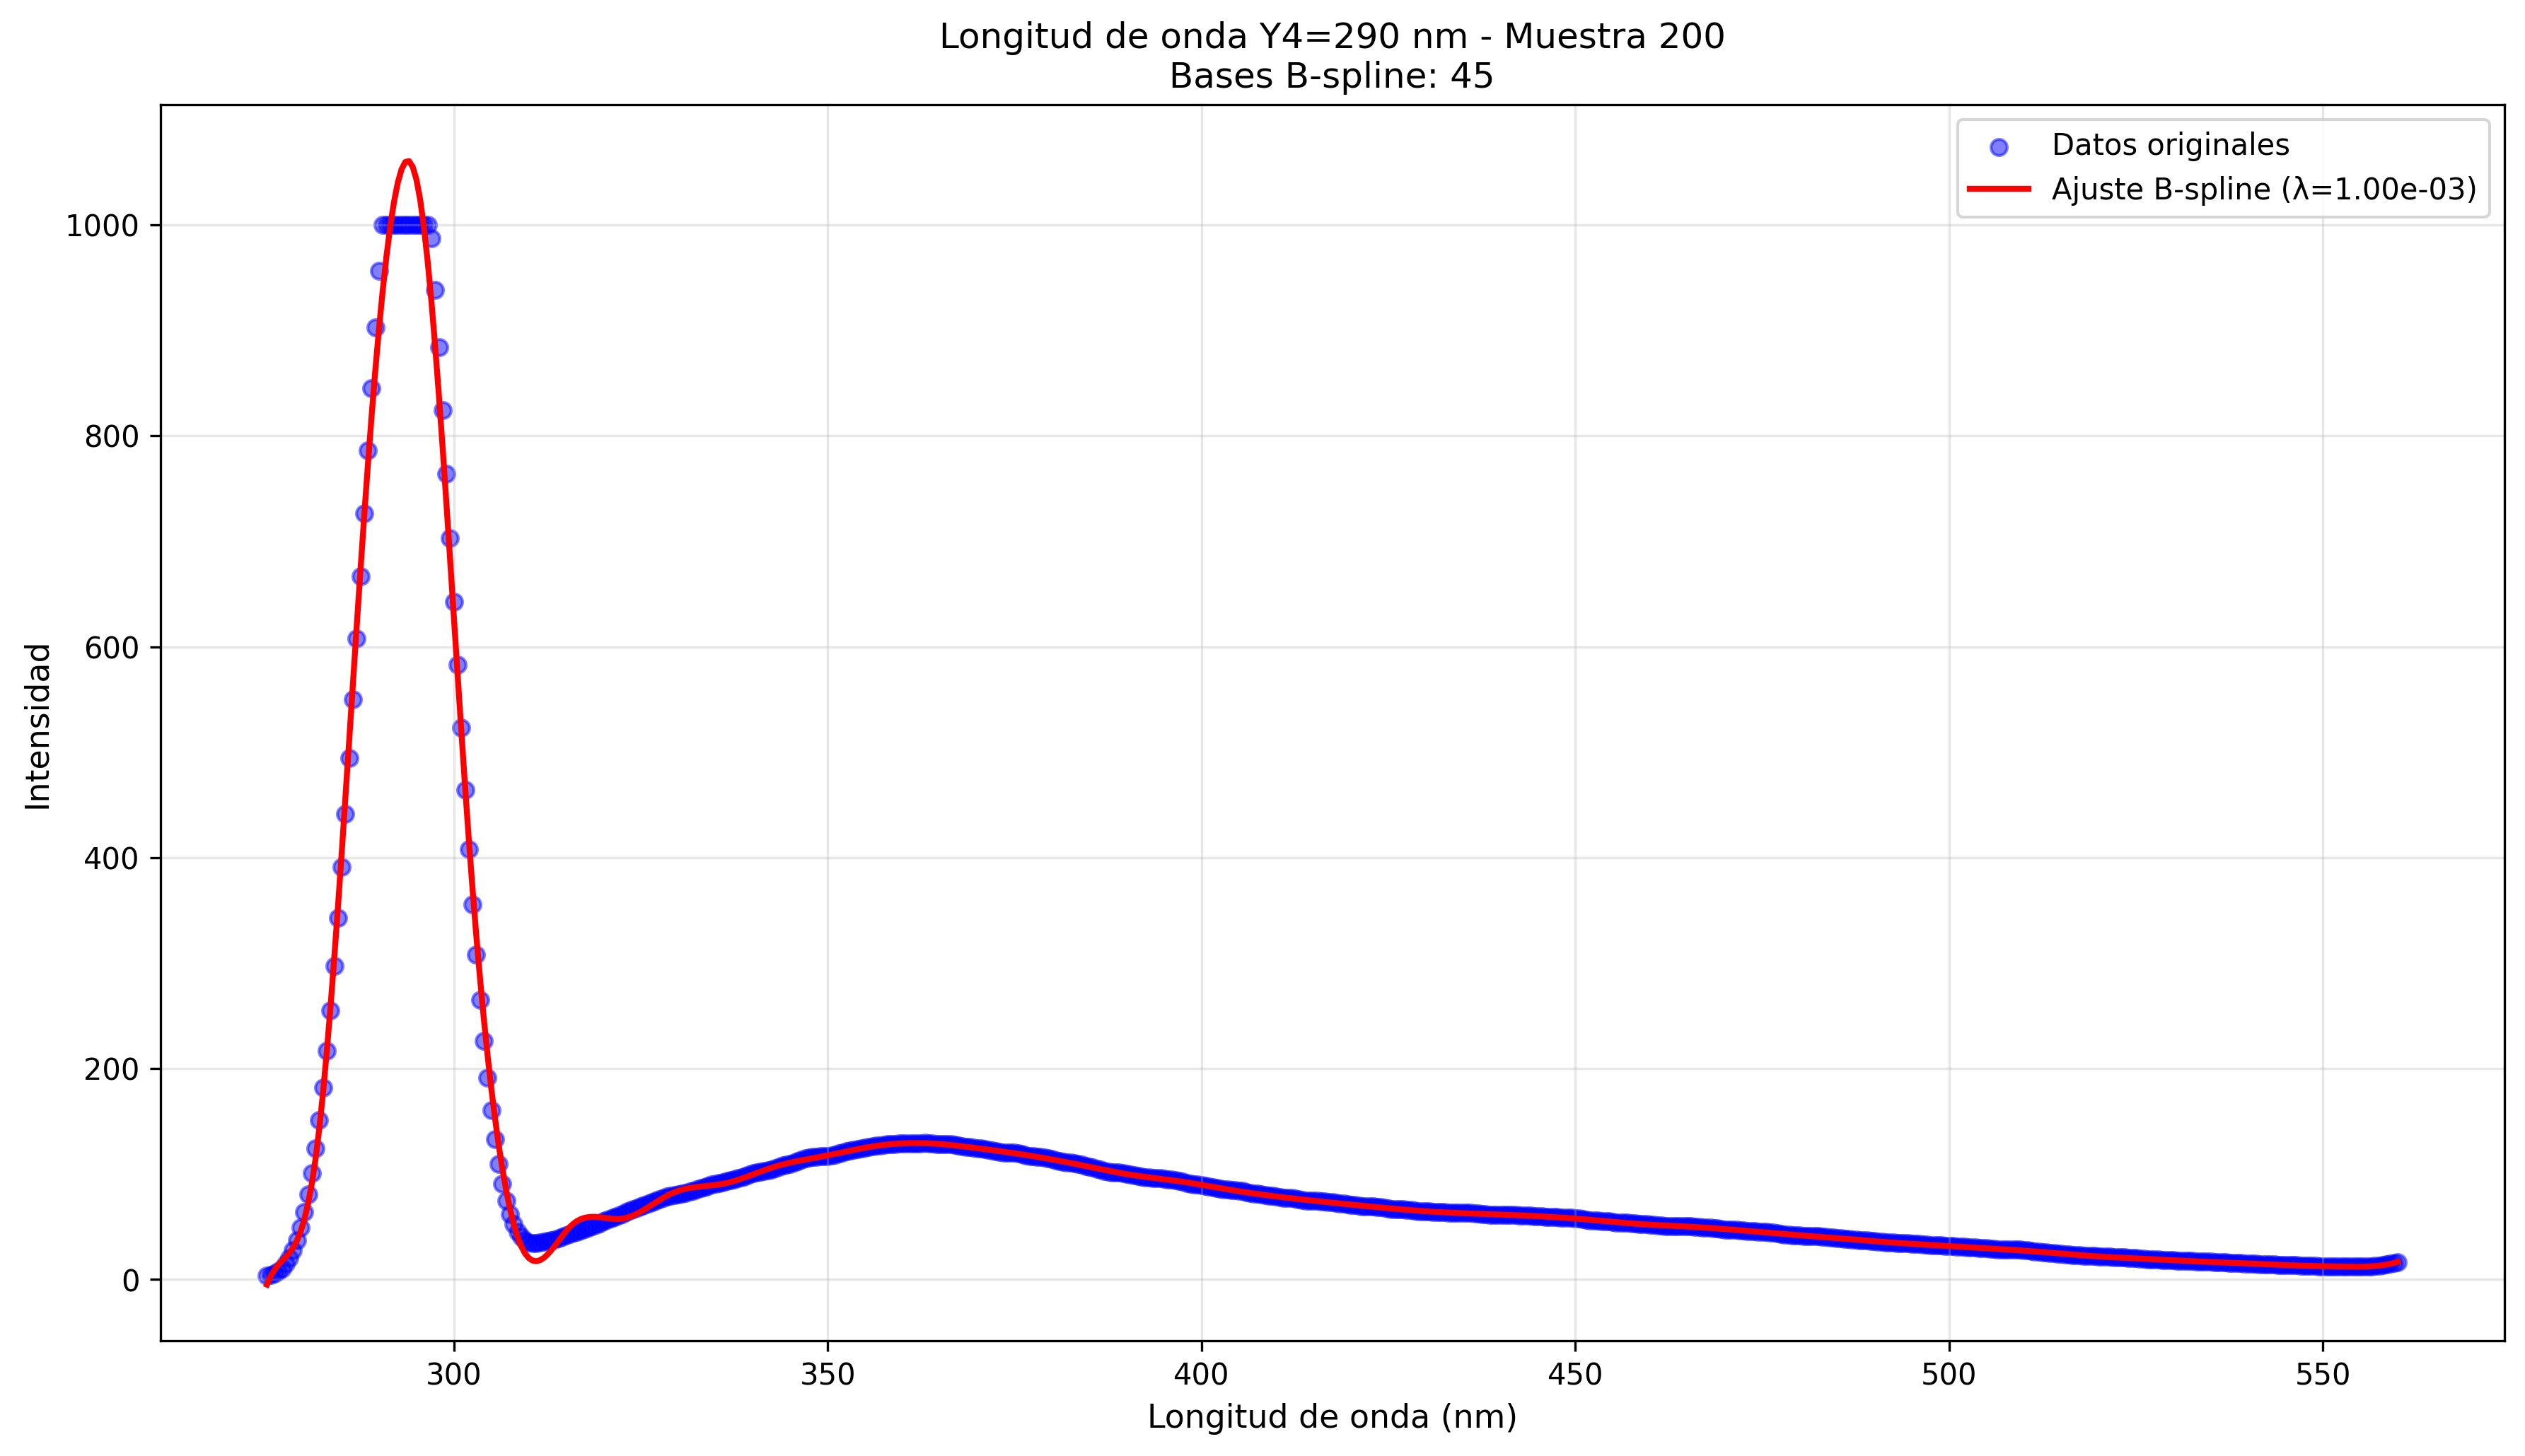 Longitud de onda Y4=290 nm - Muestra 200
Bases B-spline: 45
Datos originales
Ajuste B-spline (λ=1.00e-03)
Intensidad
1000
800
600
400
200
0
300 350 400 450 500 550
Longitud de onda (nm)